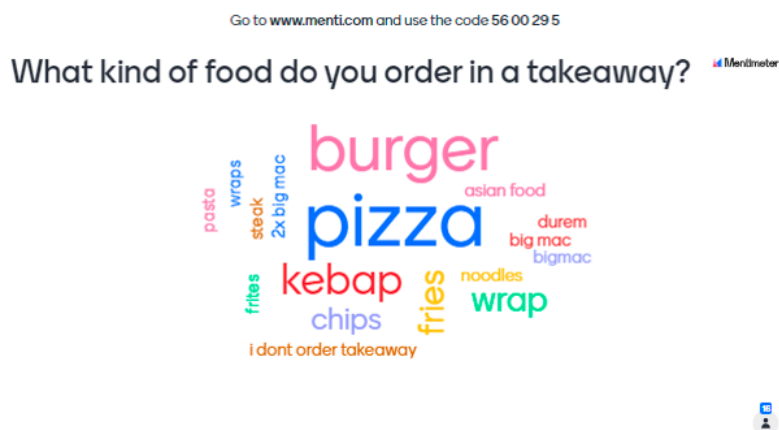 Go to www.menti.com and use the code 56 00 29 5
What kind of food do you order in a takeaway?
Mentimeter
burger
asian food
pasta
wraps
steak
2x big mac
pizza
durem
big mac
bigmac
frites
kebap
fries
noodles
wrap
chips
i dont order takeaway
16